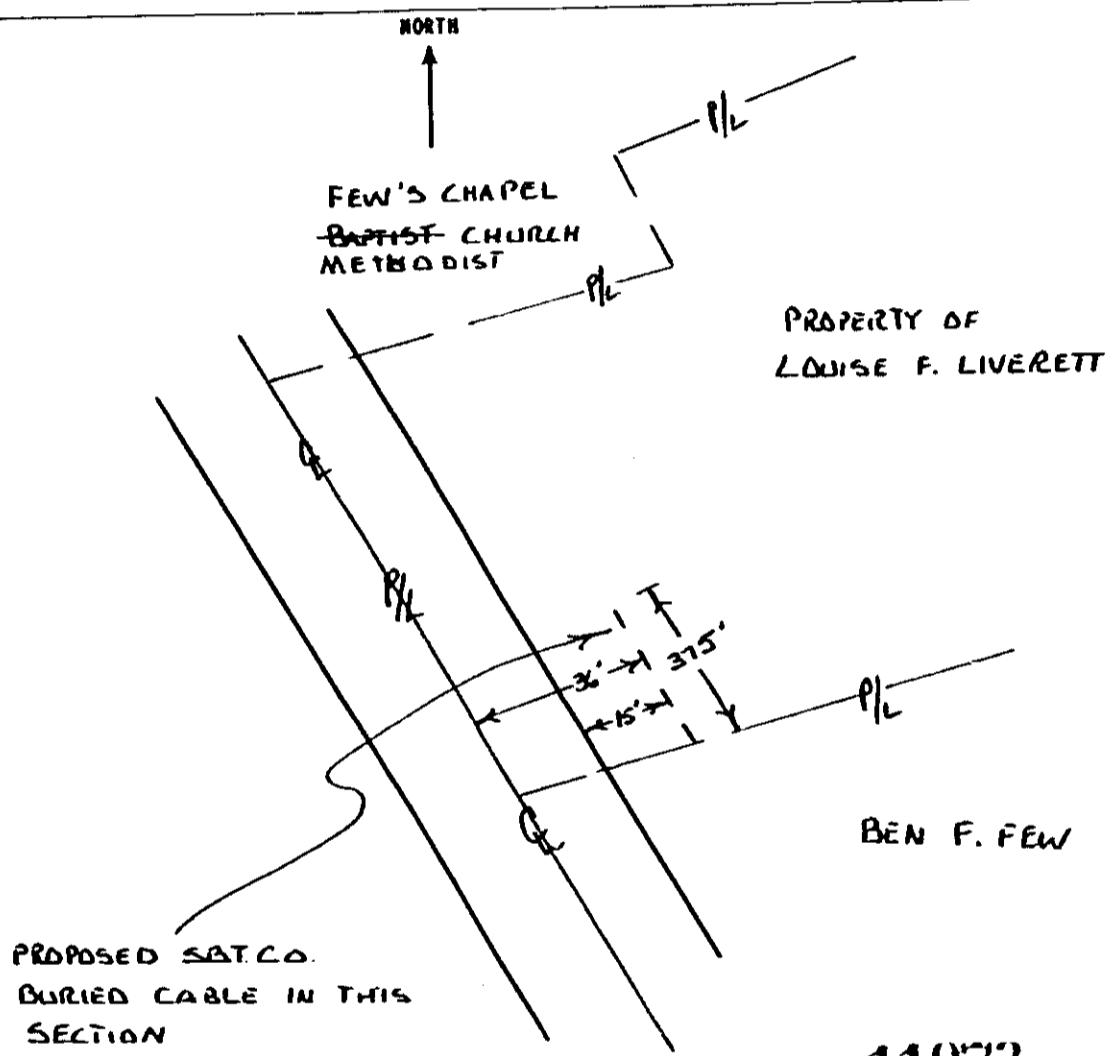 NORTH
P/L
FEW'S CHAPEL
BAPTIST CHURCH
METHODIST
P/L
PROPERTY OF
LOUISE F. LIVERETT
C/L
P/L
375'
36'
15'
P/L
C/L
BEN F. FEW
PROPOSED SBT.CO.
BURIED CABLE IN THIS
SECTION